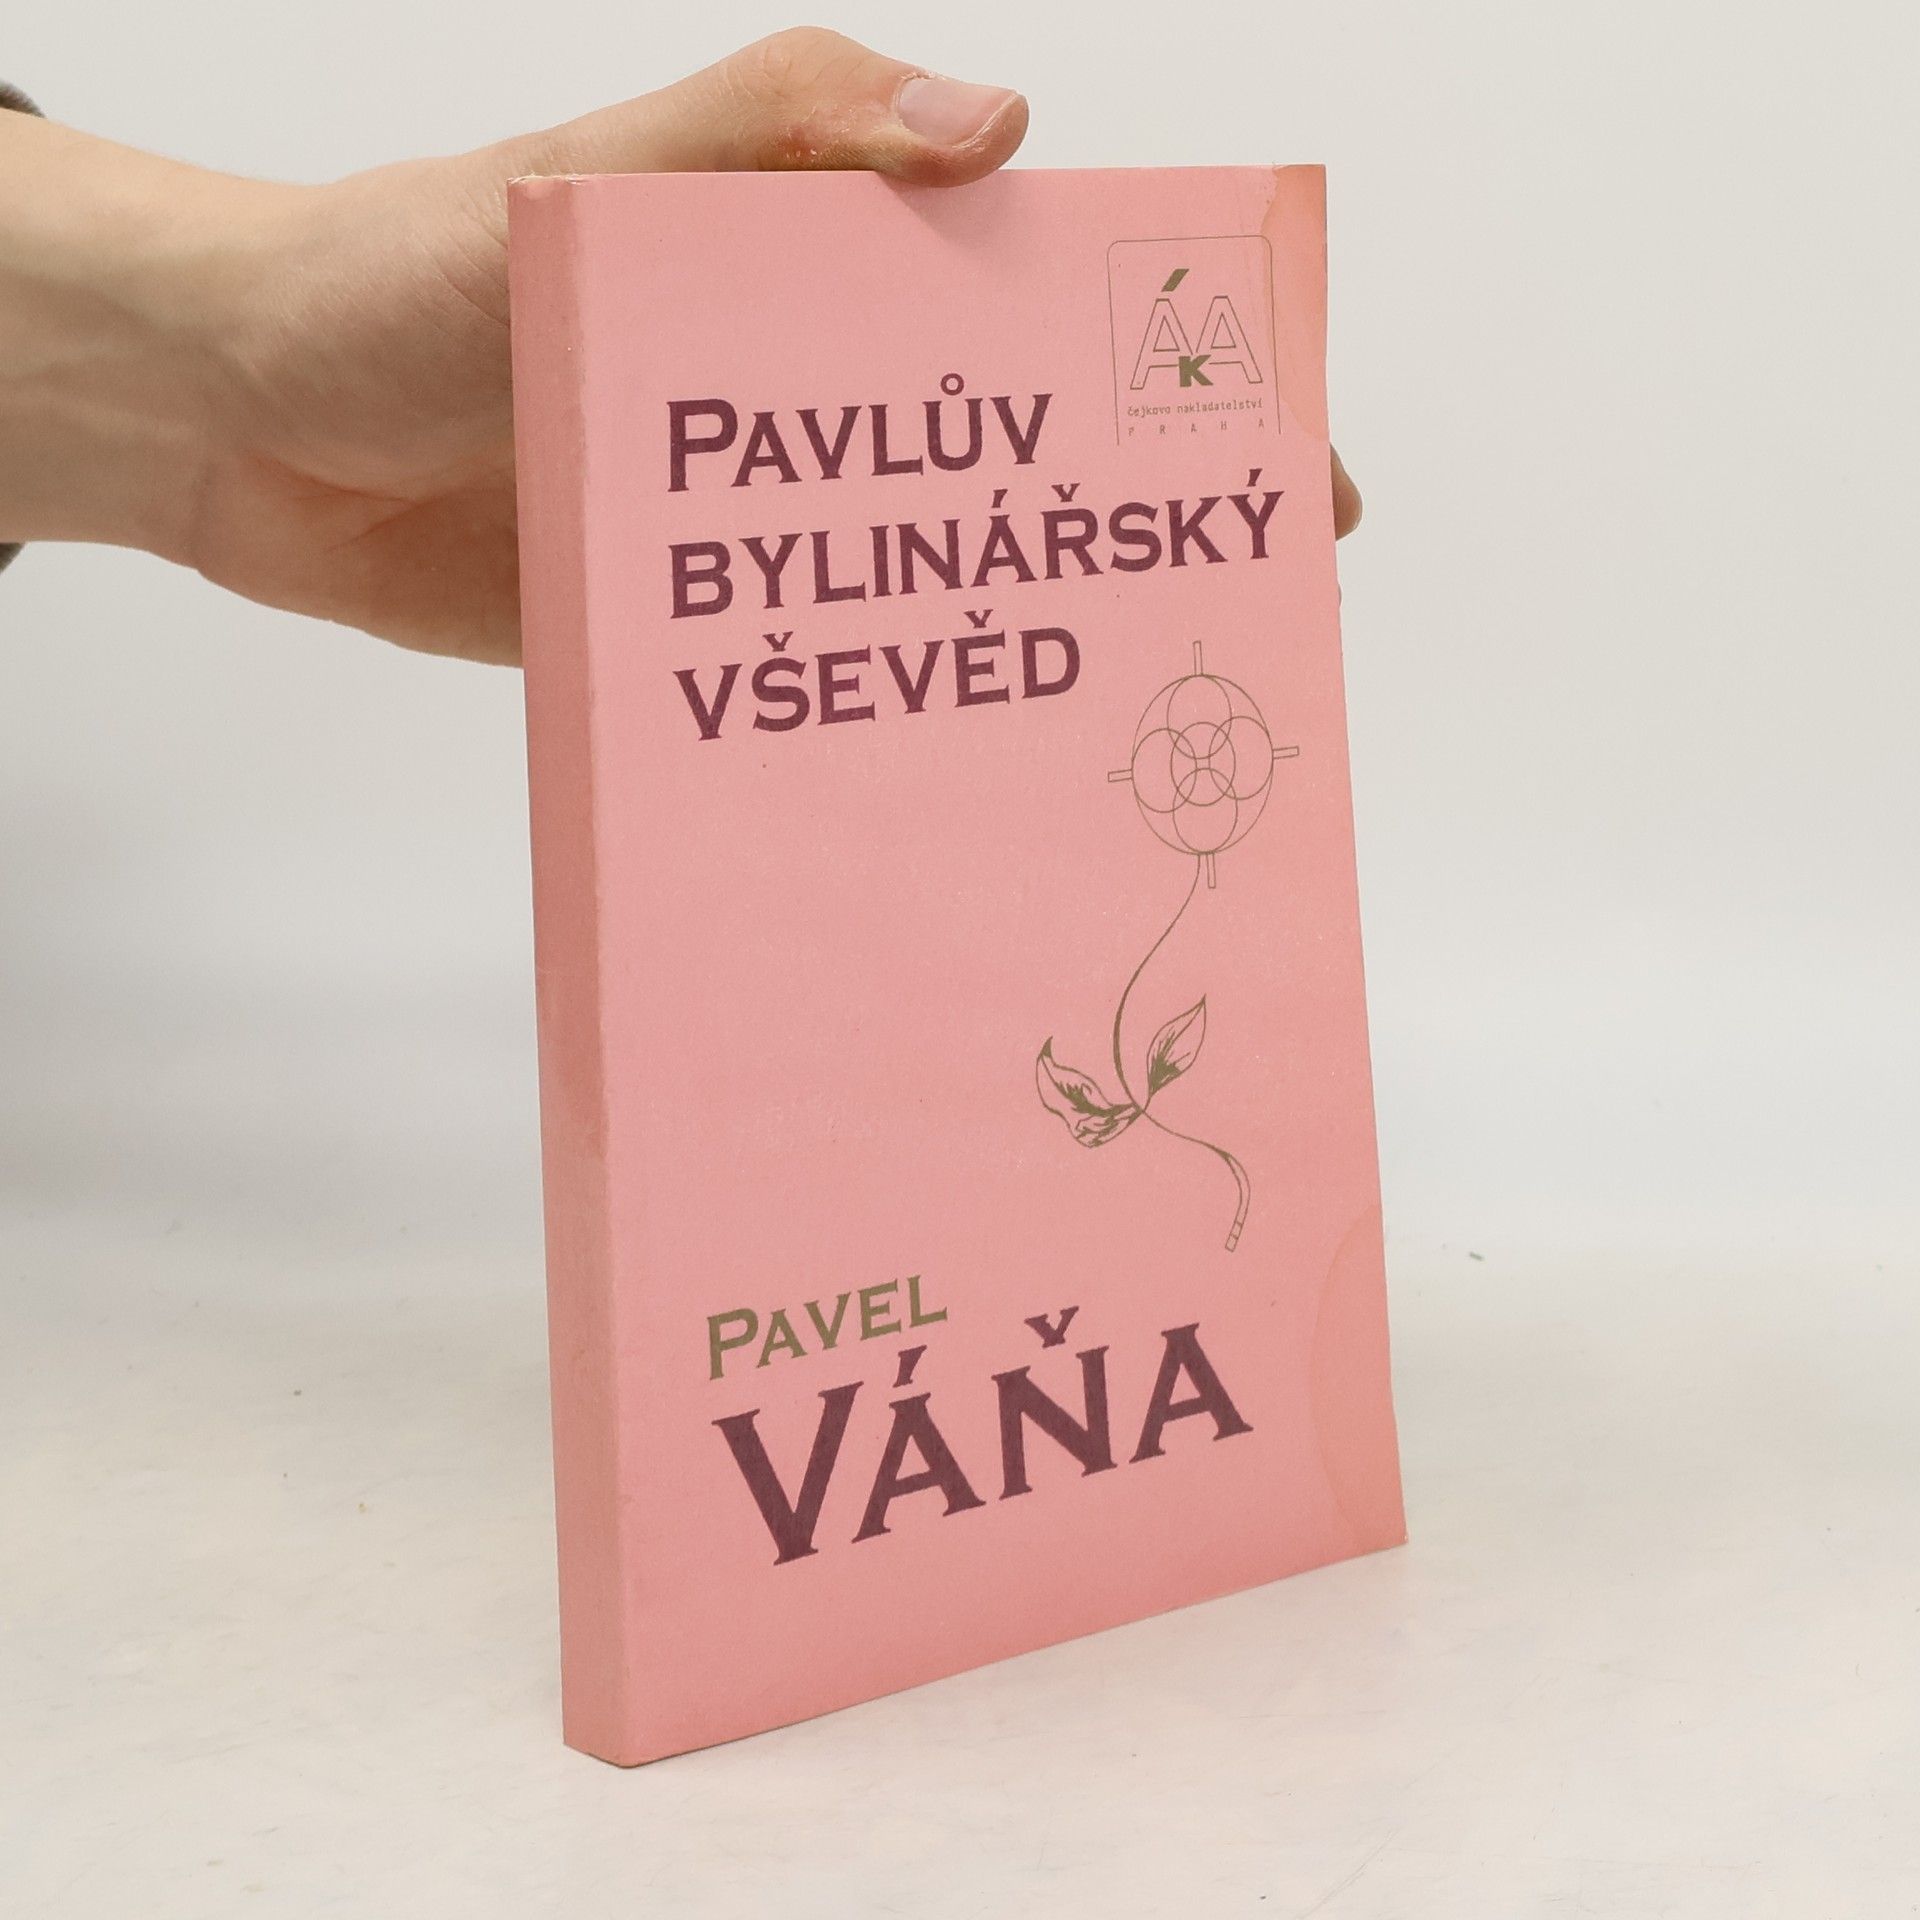 ÁKA
čejkovo nakladatelství
PRAHA
PAVLŮV
BYLINÁŘSKÝ
VŠEVĚD
PAVEL
VÁŇA